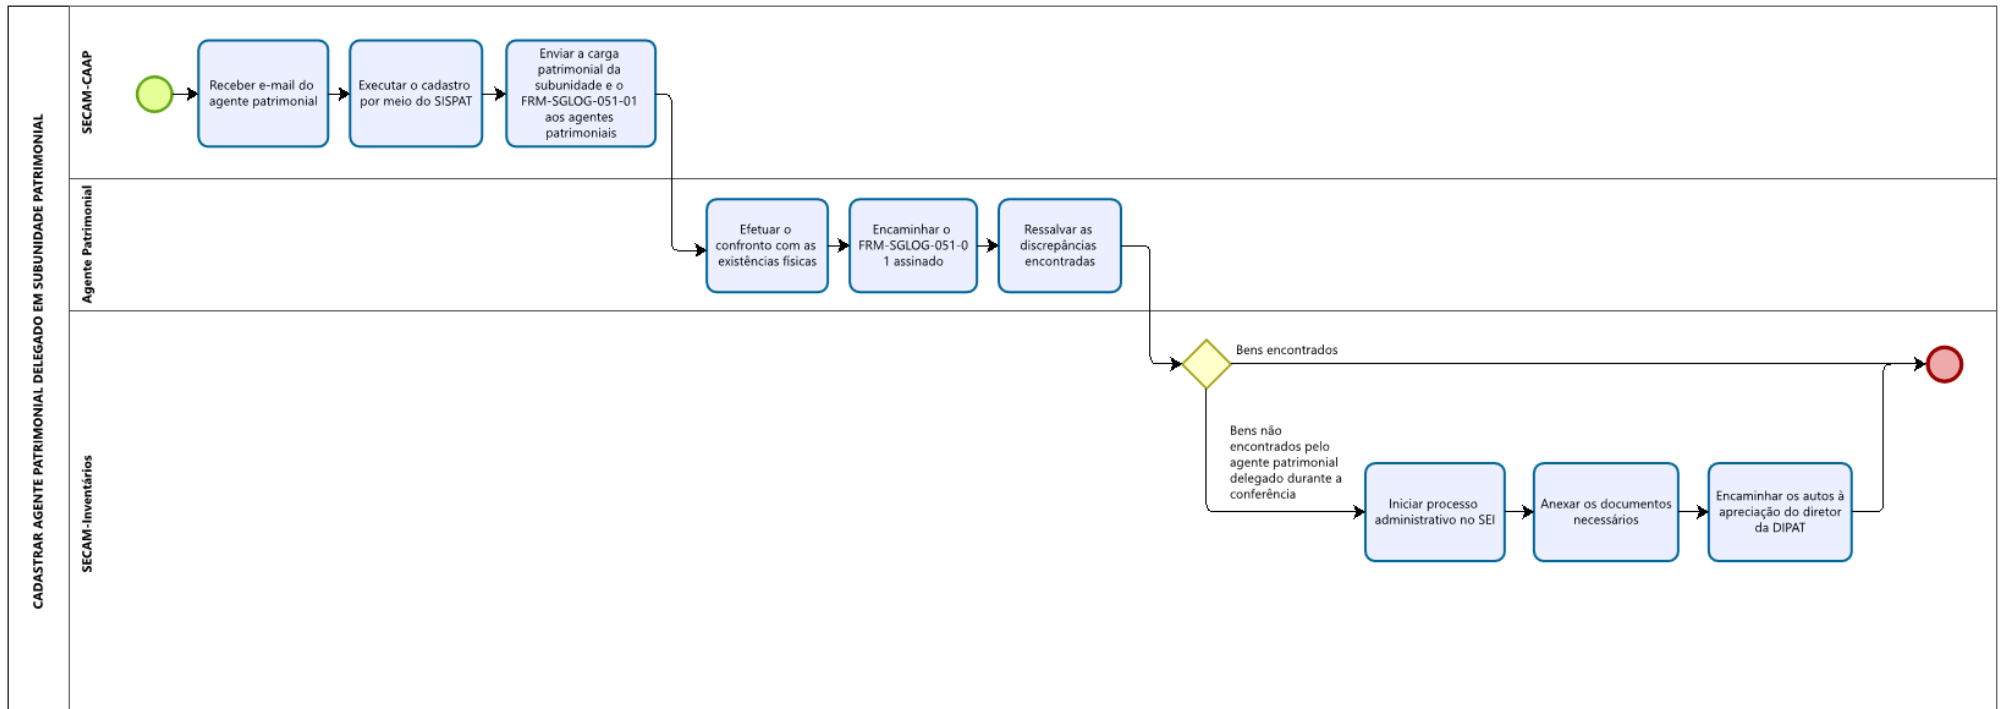 CADASTRAR AGENTE PATRIMONIAL DELEGADO EM SUBUNIDADE PATRIMONIAL
SECAM-CAAP
Receber e-mail do
agente patrimonial
Executar o cadastro
por meio do SISPAT
Enviar a carga
patrimonial da
subunidade e o
FRM-SGLOG-051-01
aos agentes
patrimoniais
Agente Patrimonial
Efetuar o
confronto com as
existências físicas
Encaminhar o
FRM-SGLOG-051-0
1 assinado
Ressalvar as
discrepâncias
encontradas
SECAM-Inventários
Bens encontrados
Bens não
encontrados pelo
agente patrimonial
delegado durante a
conferência
Iniciar processo
administrativo no SEI
Anexar os documentos
necessários
Encaminhar os autos à
apreciação do diretor
da DIPAT